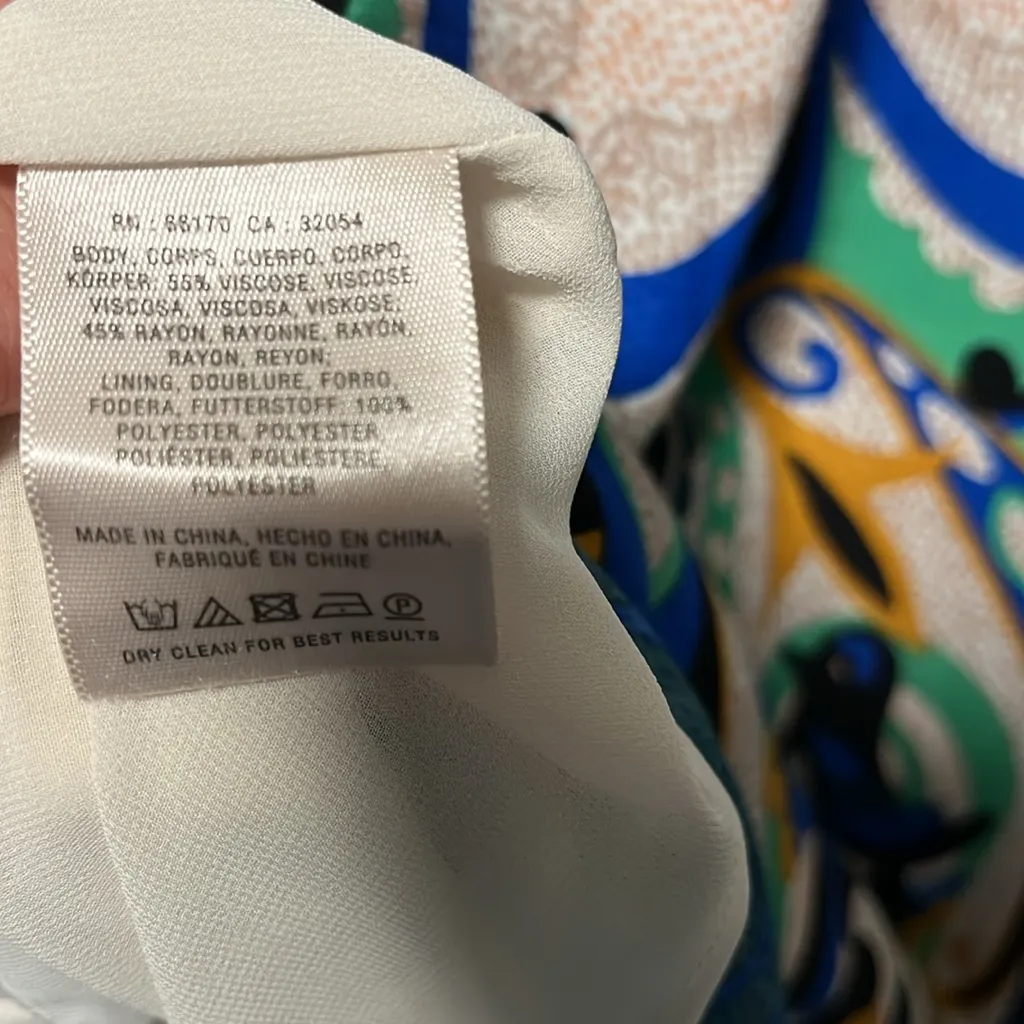 RN : 66170 CA : 32054
BODY, CORPS, CUERPO, CORPO,
KÖRPER, 55% VISCOSE, VISCOSE,
VISCOSA, VISCOSA, VISKOSE,
45% RAYON, RAYONNE, RAYÓN,
RAYON, REYON;
LINING, DOUBLURE, FORRO,
FODERA, FUTTERSTOFF: 100%
POLYESTER, POLYESTER,
POLIÉSTER, POLIESTERE,
POLYESTER
MADE IN CHINA, HECHO EN CHINA,
FABRIQUÉ EN CHINE
P
DRY CLEAN FOR BEST RESULTS